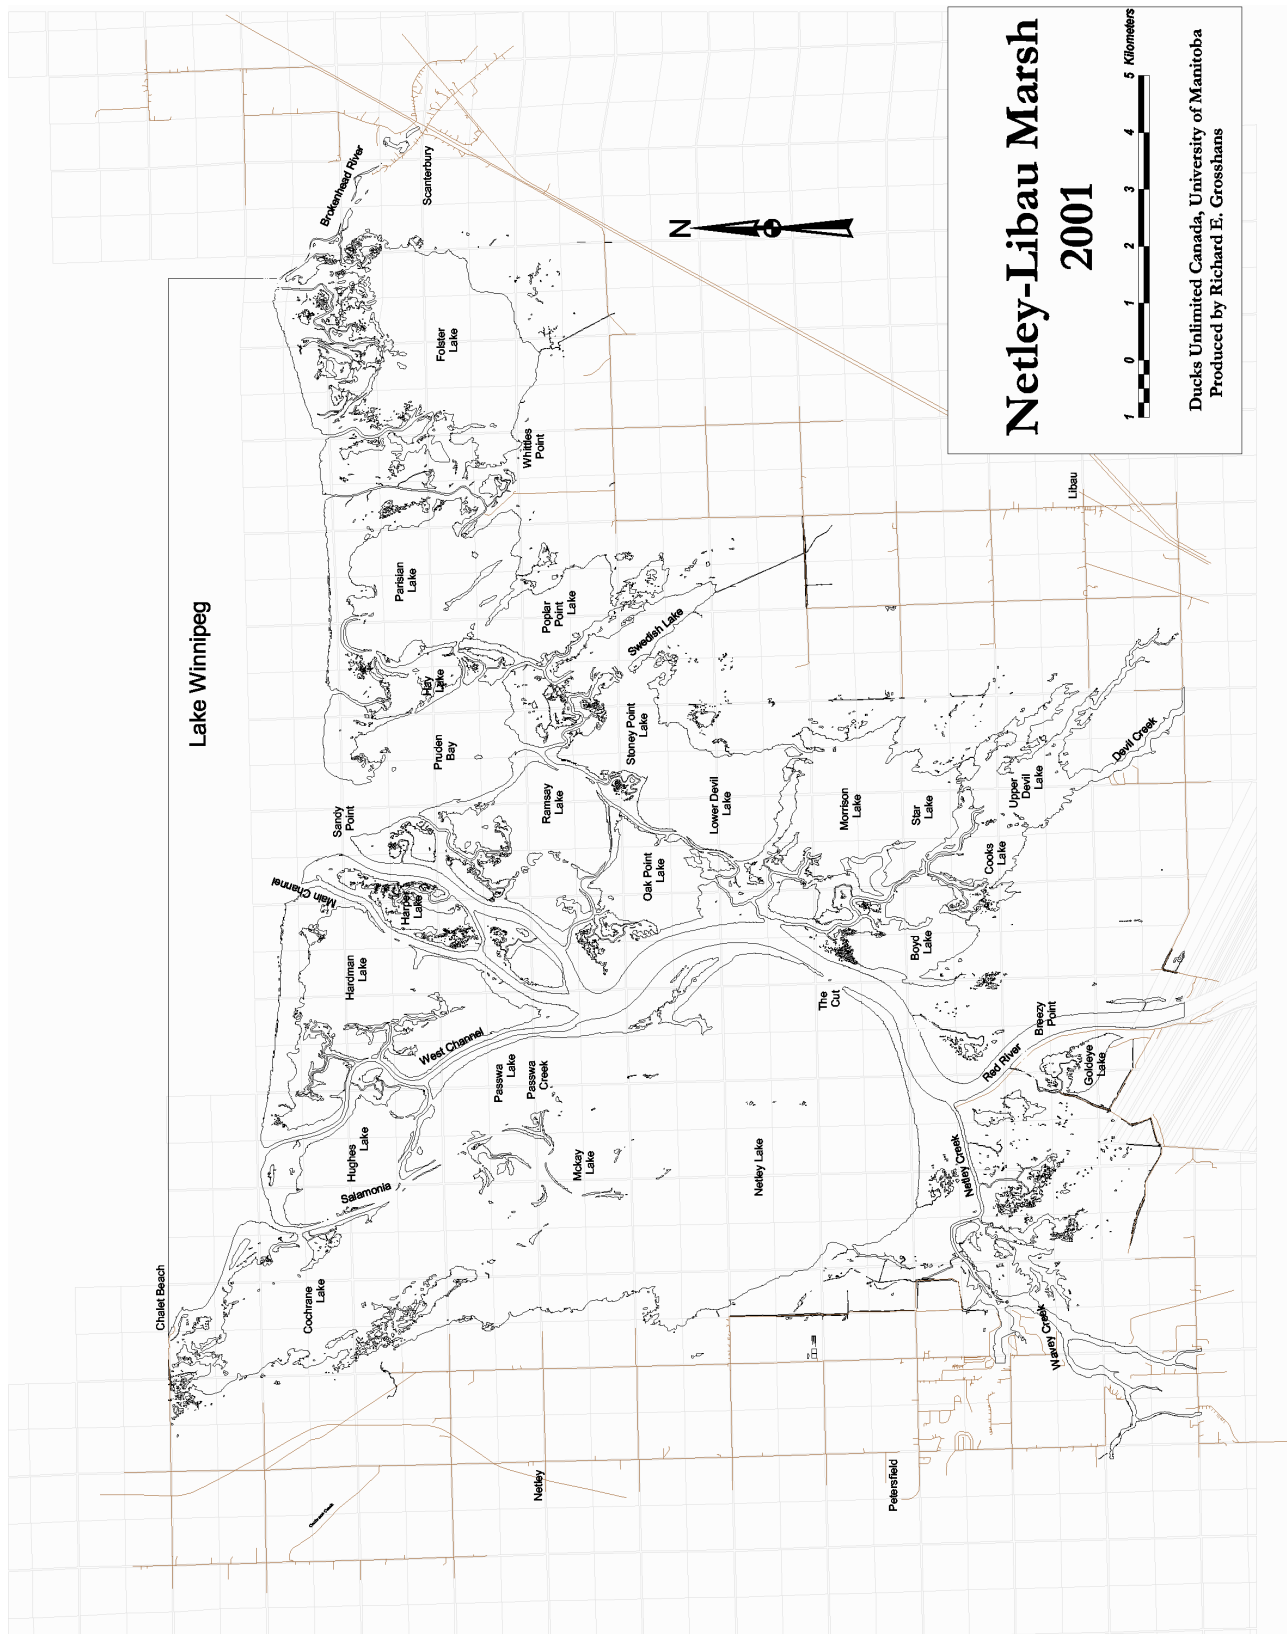 Netley-Libau Marsh
2001
1 0 1 2 3 4 5 Kilometers
Ducks Unlimited Canada, University of Manitoba
Produced by Richard E. Grosshans
N
Lake Winnipeg
Chalet Beach
Cochrane
Lake
Salamonia
Hughes
Lake
Hardman
Lake
Main Channel
Harper
Lake
Sandy
Point
West Channel
Pruden
Bay
Hay
Lake
Parisian
Lake
Folster
Lake
Brokenhead River
Scanterbury
Whittles
Point
Passwa
Lake
Passwa
Creek
Mckay
Lake
Ramsay
Lake
Poplar
Point
Lake
Swedish Lake
Stoney Point
Lake
Oak Point
Lake
Lower Devil
Lake
Netley Lake
The
Cut
Morrison
Lake
Star
Lake
Cooks
Lake
Upper
Devil
Lake
Devil Creek
Boyd
Lake
Breezy
Point
Red River
Goldeye
Lake
Netley Creek
Wavey Creek
Netley
Petersfield
Libau